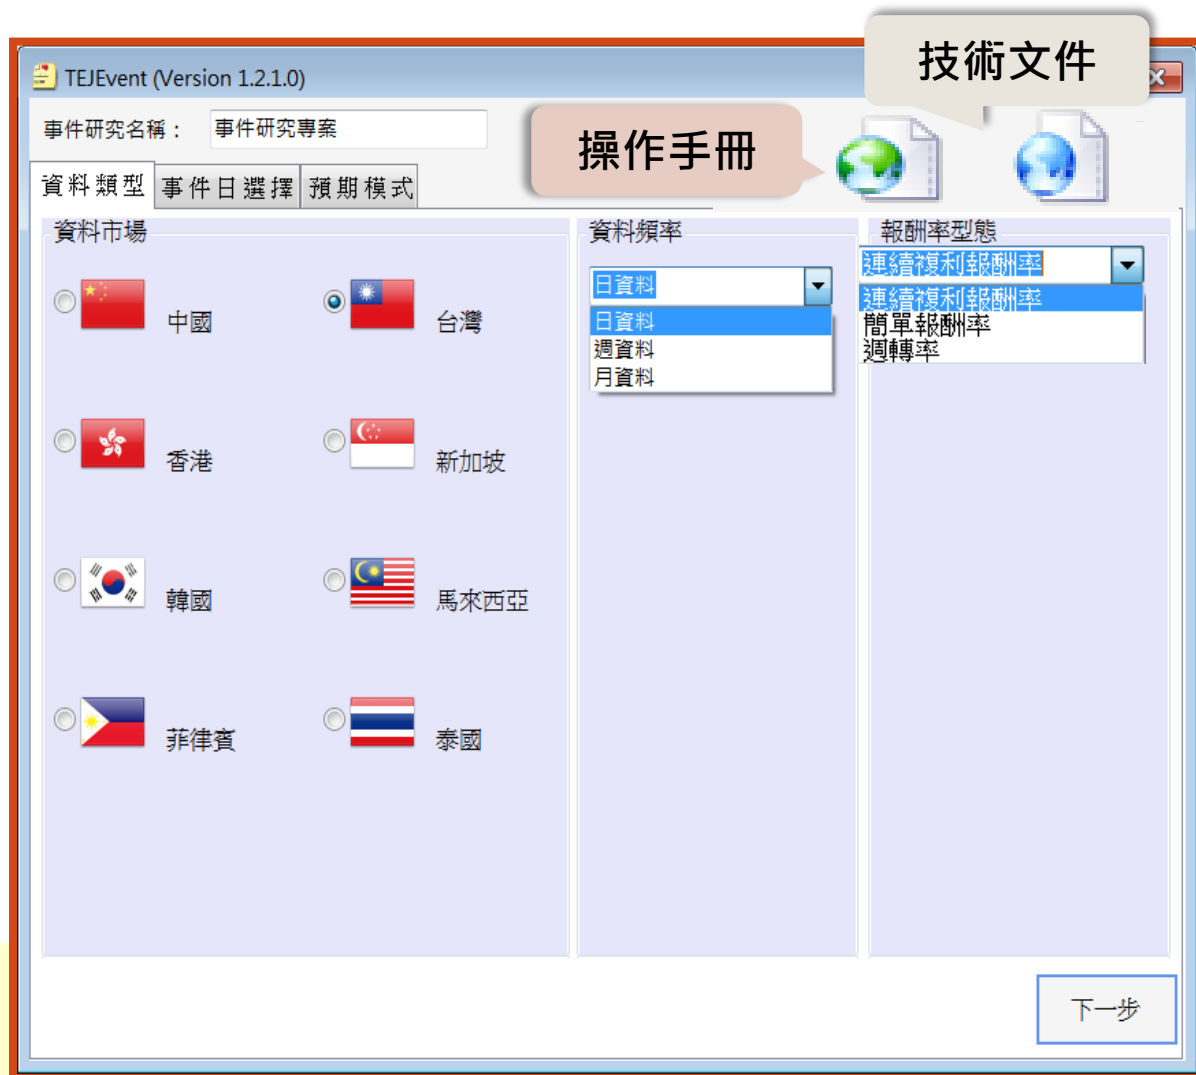 技術文件
TEJEvent (Version 1.2.1.0)
事件研究名稱：
事件研究專案
操作手冊
資料類型
事件日選擇
預期模式
資料市場
中國
台灣
香港
新加坡
韓國
馬來西亞
菲律賓
泰國
資料頻率
日資料
日資料
週資料
月資料
報酬率型態
連續複利報酬率
連續複利報酬率
簡單報酬率
週轉率
下一步